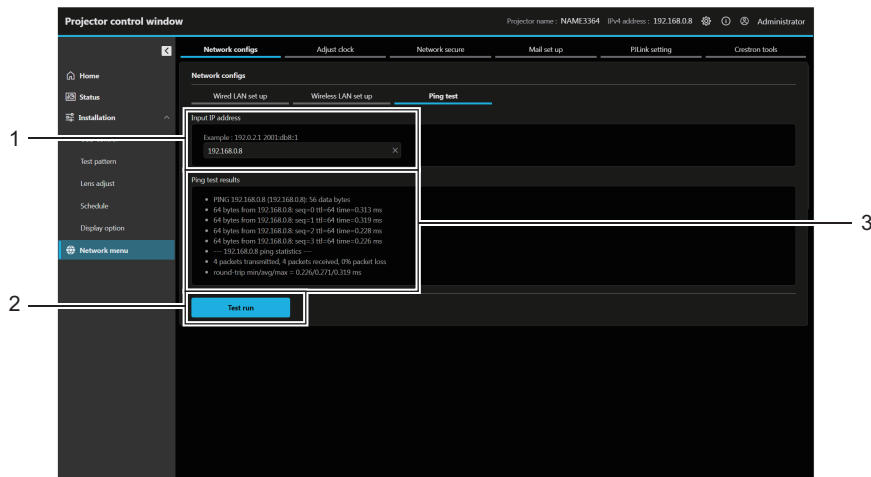 Projector control window
Projector name : NAME3364 IPv4 address : 192.168.0.8 Administrator
Network configs Adjust clock Network secure Mail set up PJLink setting Crestron tools
Home
Status
Installation
Test pattern
Lens adjust
Schedule
Display option
Network menu
Network configs
Wired LAN set up Wireless LAN set up Ping test
Input IP address
Example : 192.0.2.1 2001:db8::1
192.168.0.8
Ping test results
• PING 192.168.0.8 (192.168.0.8): 56 data bytes
• 64 bytes from 192.168.0.8: seq=0 ttl=64 time=0.313 ms
• 64 bytes from 192.168.0.8: seq=1 ttl=64 time=0.319 ms
• 64 bytes from 192.168.0.8: seq=2 ttl=64 time=0.228 ms
• 64 bytes from 192.168.0.8: seq=3 ttl=64 time=0.226 ms
• --- 192.168.0.8 ping statistics ---
• 4 packets transmitted, 4 packets received, 0% packet loss
• round-trip min/avg/max = 0.226/0.271/0.319 ms
Test run
1
2
3